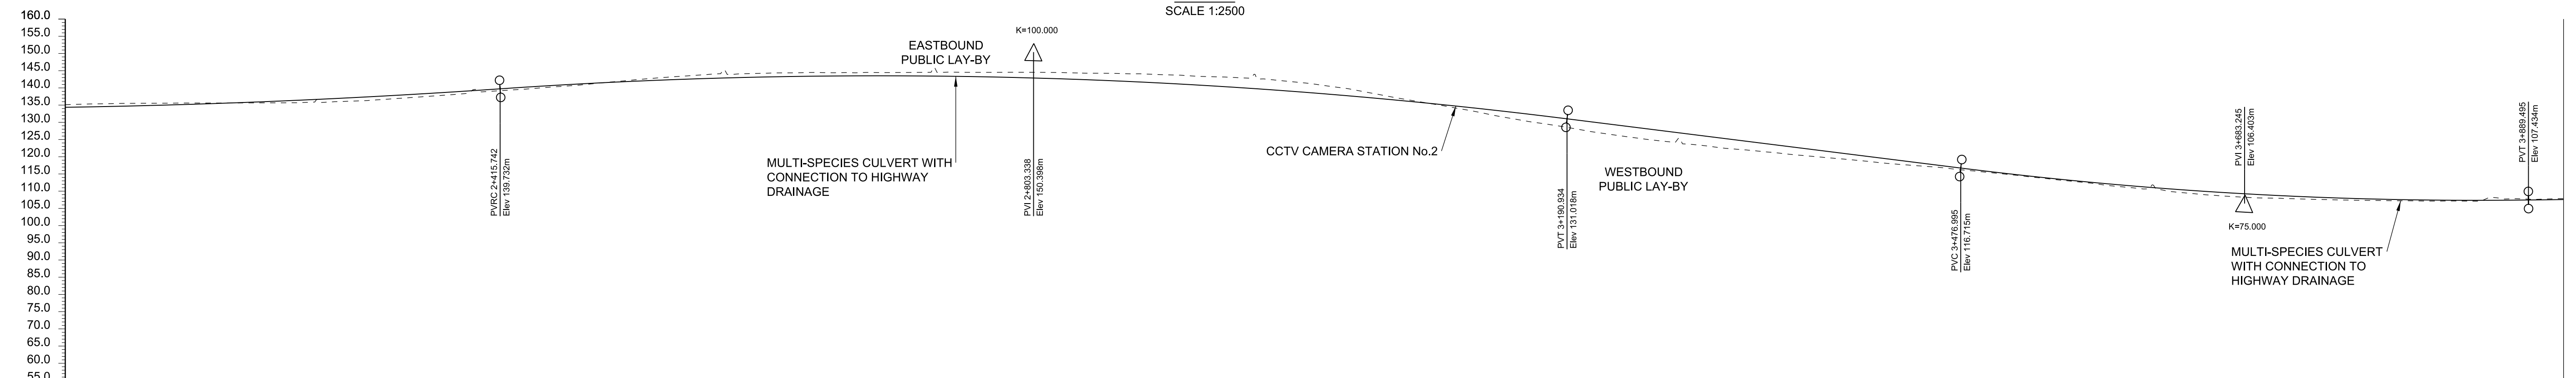 SCALE 1:2500
160.0
155.0
150.0
145.0
140.0
135.0
130.0
125.0
120.0
115.0
110.0
105.0
100.0
95.0
90.0
85.0
80.0
75.0
70.0
65.0
60.0
55.0
PVRC 2+415.742
Elev 139.732m
MULTI-SPECIES CULVERT WITH
CONNECTION TO HIGHWAY
DRAINAGE
EASTBOUND
PUBLIC LAY-BY
K=100.000
PVI 2+803.338
Elev 150.398m
CCTV CAMERA STATION No.2
PVT 3+190.934
Elev 131.018m
WESTBOUND
PUBLIC LAY-BY
PVC 3+476.995
Elev 116.715m
PVI 3+683.245
Elev 106.403m
K=75.000
MULTI-SPECIES CULVERT
WITH CONNECTION TO
HIGHWAY DRAINAGE
PVT 3+889.495
Elev 107.434m